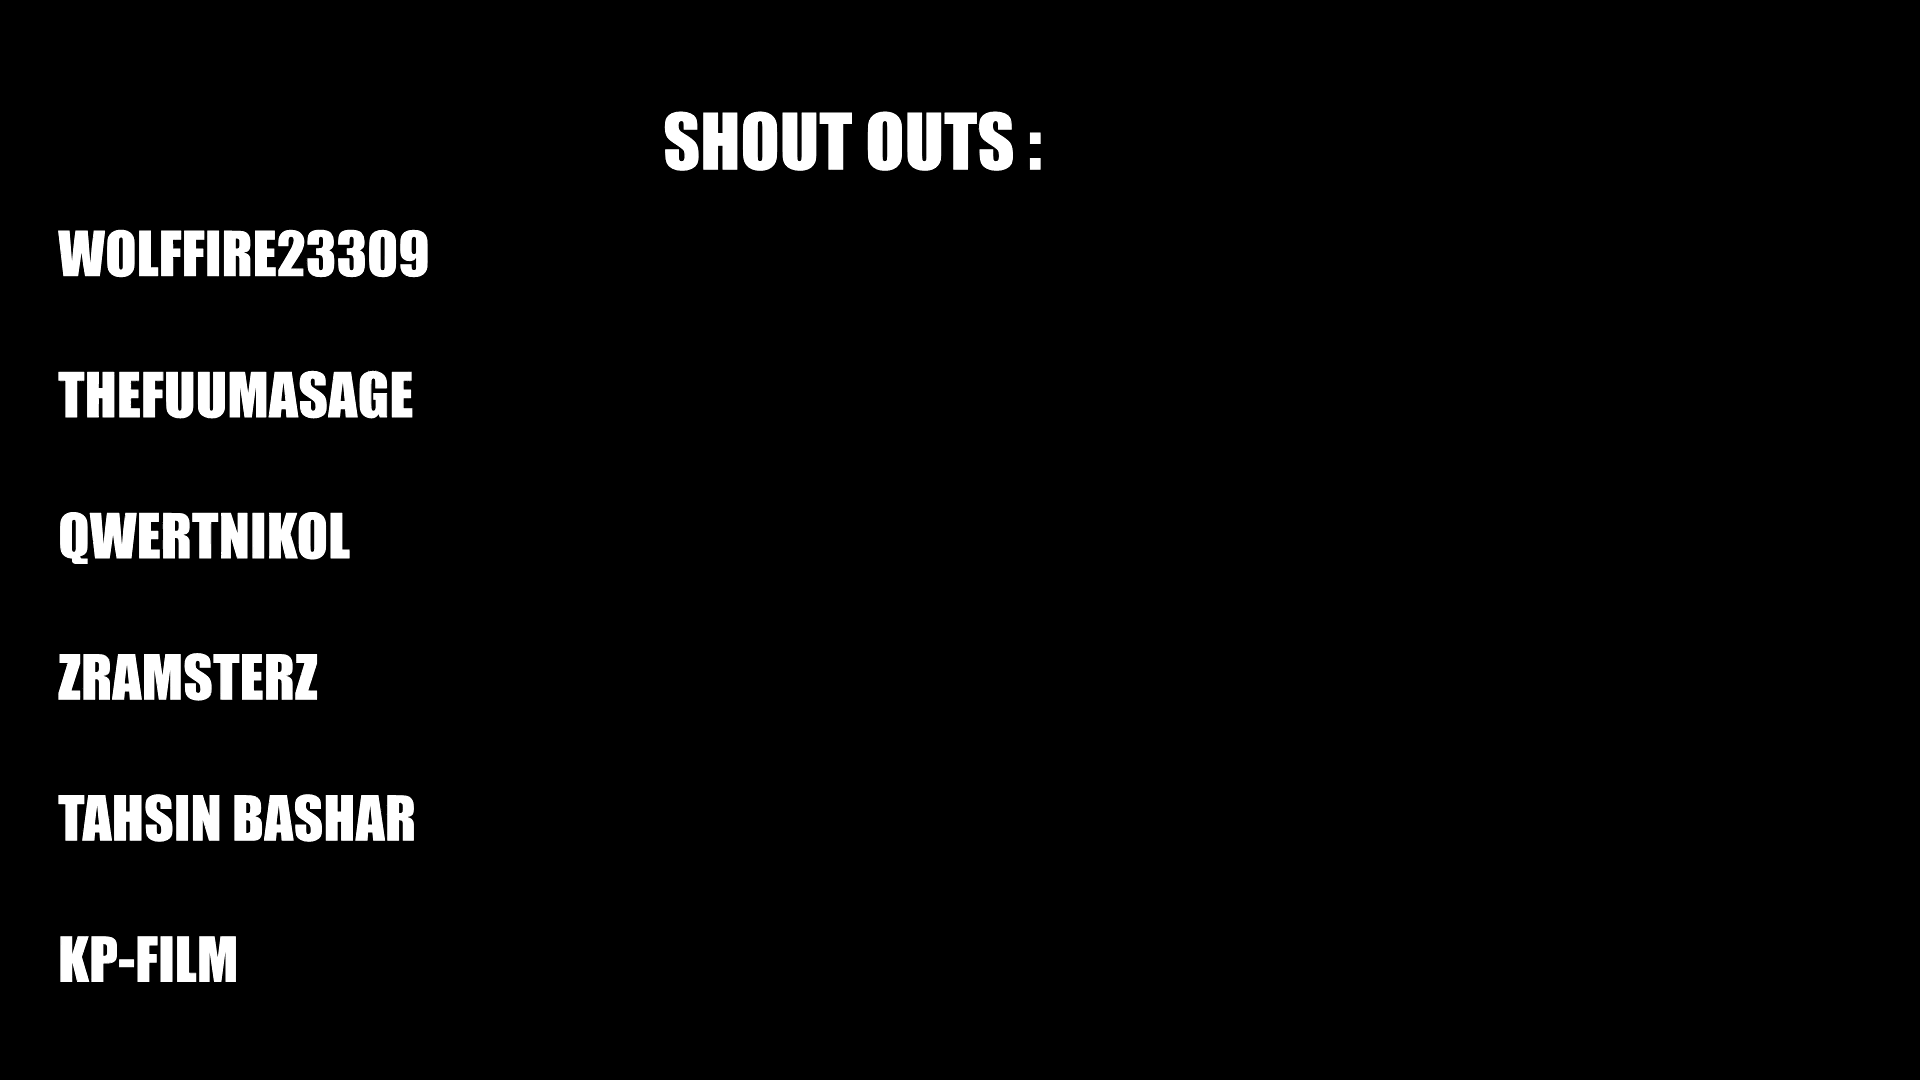 SHOUT OUTS :
WOLFFIRE23309
THEFUUMASAGE
QWERTNIKOL
ZRAMSTERZ
TAHSIN BASHAR
KP-FILM